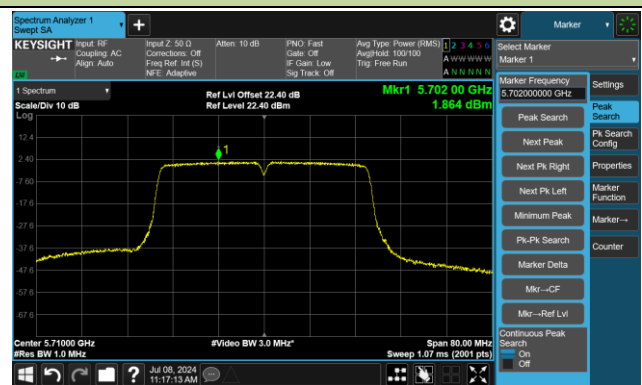 Spectrum Analyzer 1
Swept SA
+
Marker
KEYSIGHT
Input: RF
Coupling: AC
Align: Auto
Input Z: 50 Ω
Corrections: Off
Freq Ref: Int (S)
NFE: Adaptive
Atten: 10 dB
PNO: Fast
Gate: Off
IF Gain: Low
Sig Track: Off
Avg Type: Power (RMS)
Avg|Hold: 100/100
Trig: Free Run
1 2 3 4 5 6
A W W W W W
A N N N N N
LXI
Select Marker
Marker 1
1 Spectrum
Scale/Div 10 dB
Log
Ref Lvl Offset 22.40 dB
Ref Level 22.40 dBm
Mkr1 5.702 00 GHz
1.864 dBm
1
12.4
2.40
-7.60
-17.6
-27.6
-37.6
-47.6
-57.6
-67.6
Center 5.71000 GHz
#Res BW 1.0 MHz
#Video BW 3.0 MHz*
Span 80.00 MHz
Sweep 1.07 ms (2001 pts)
Marker Frequency
5.702000000 GHz
Peak Search
Next Peak
Next Pk Right
Next Pk Left
Minimum Peak
Pk-Pk Search
Marker Delta
Mkr→CF
Mkr→Ref Lvl
Continuous Peak
Search
On
Off
Settings
Peak
Search
Pk Search
Config
Properties
Marker
Function
Marker→
Counter
?
Jul 08, 2024
11:17:13 AM